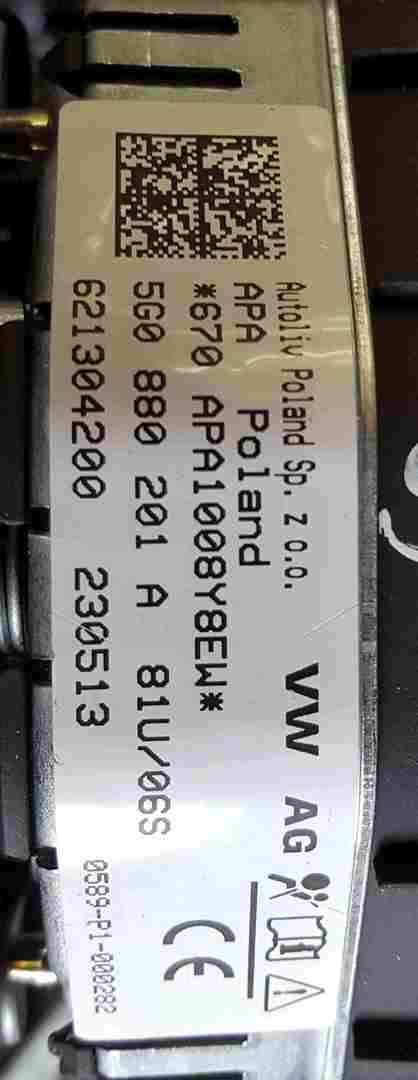 Autoliv Poland Sp. z o.o.
VW AG
APA Poland
*670 APA1008Y8EW*
5G0 880 201 A 81U/06S
621304200 230513
0589-P1-000282
CE